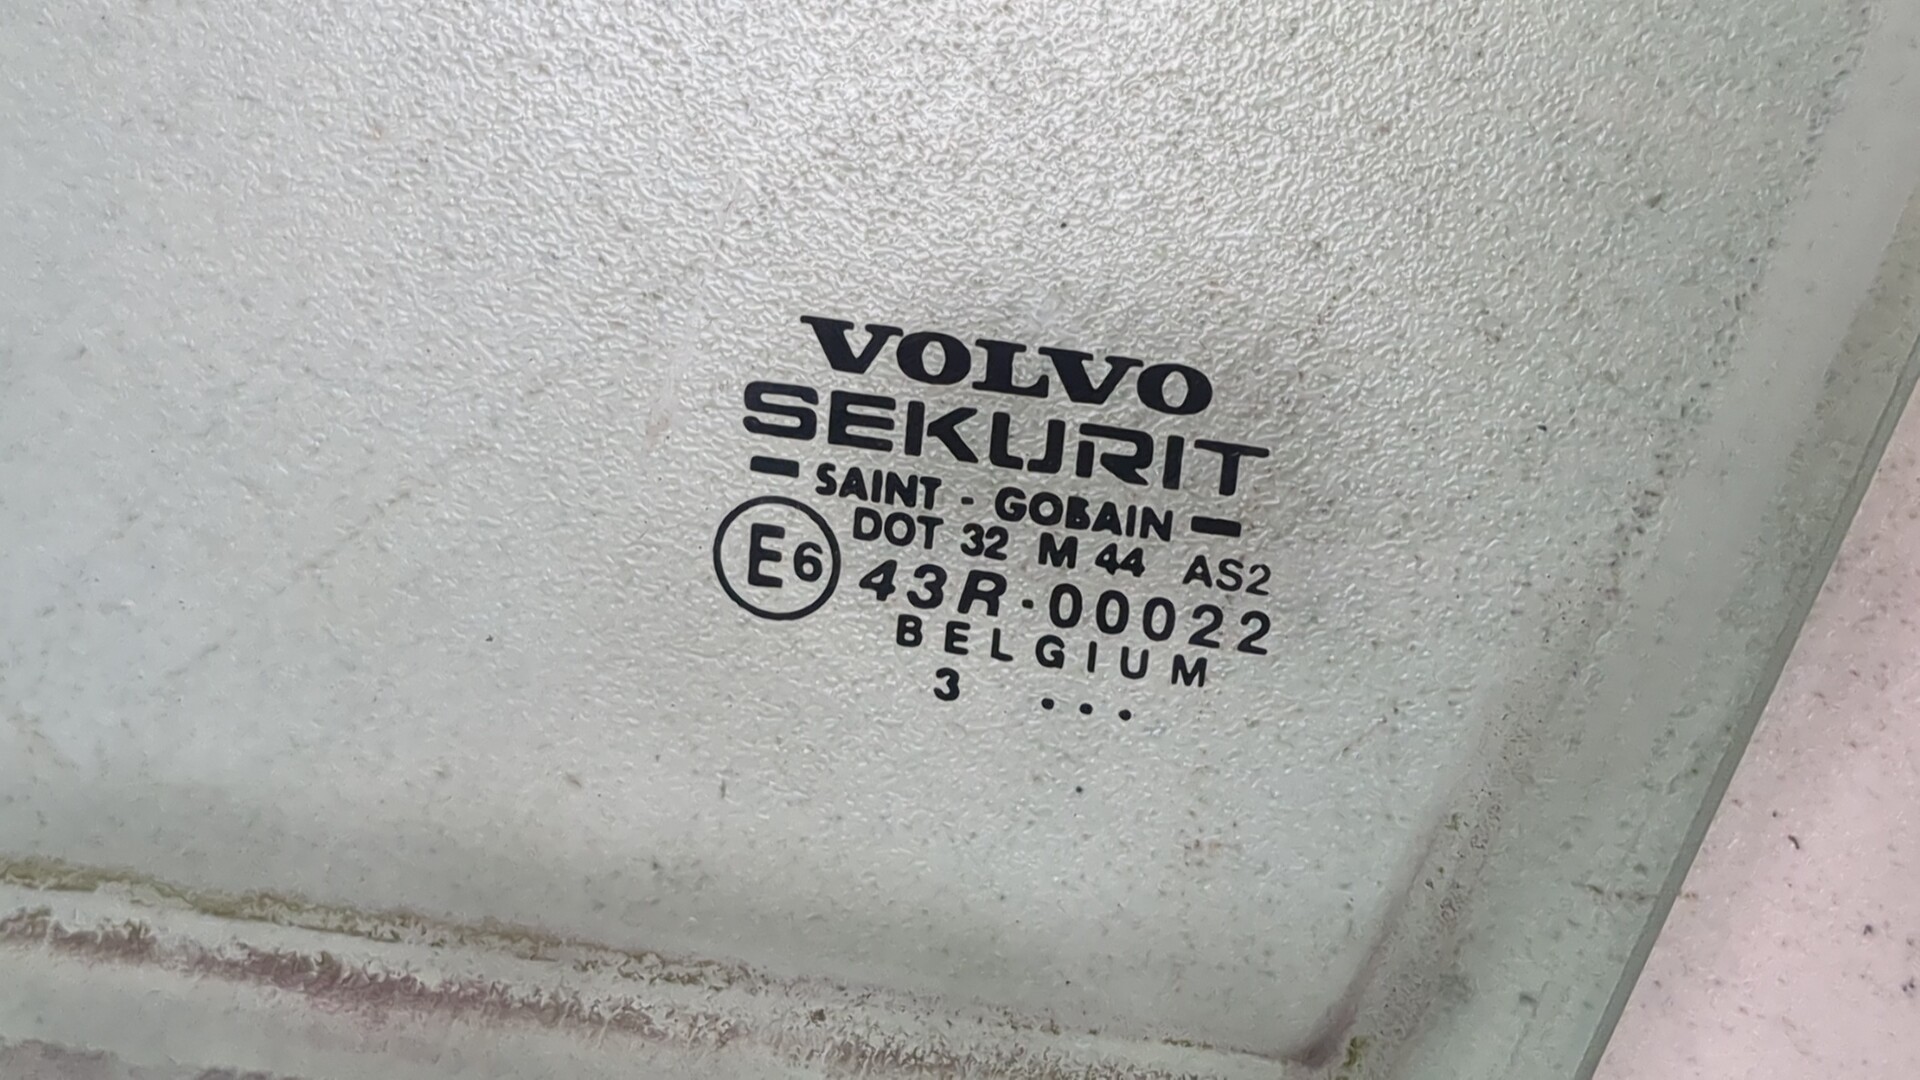 VOLVO
SEKURIT
- SAINT - GOBAIN -
DOT 32 M 44 AS2
E6 43R-00022
BELGIUM
3 ...